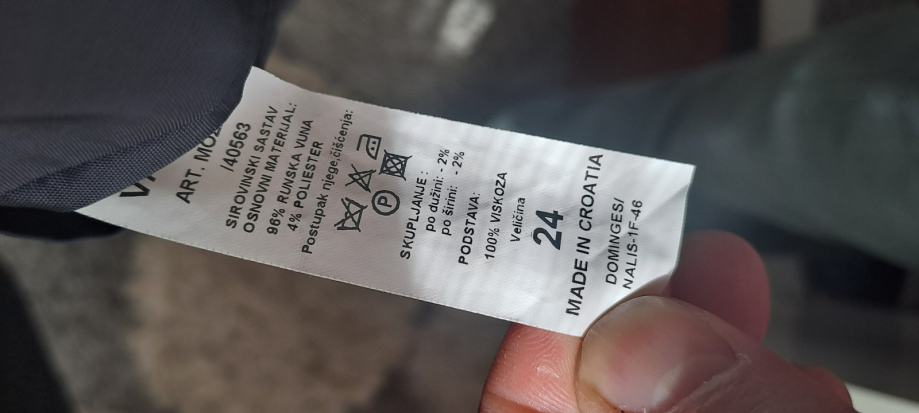 ART. MOZ
/40563
SIROVINSKI SASTAV
OSNOVNI MATERIJAL:
96% RUNSKA VUNA
4% POLIESTER
Postupak njege,čišćenja:
P
SKUPLJANJE :
po dužini: - 2%
po širini: - 2%
PODSTAVA:
100% VISKOZA
Veličina
24
MADE IN CROATIA
DOMINGES/
NALIS-1F-46